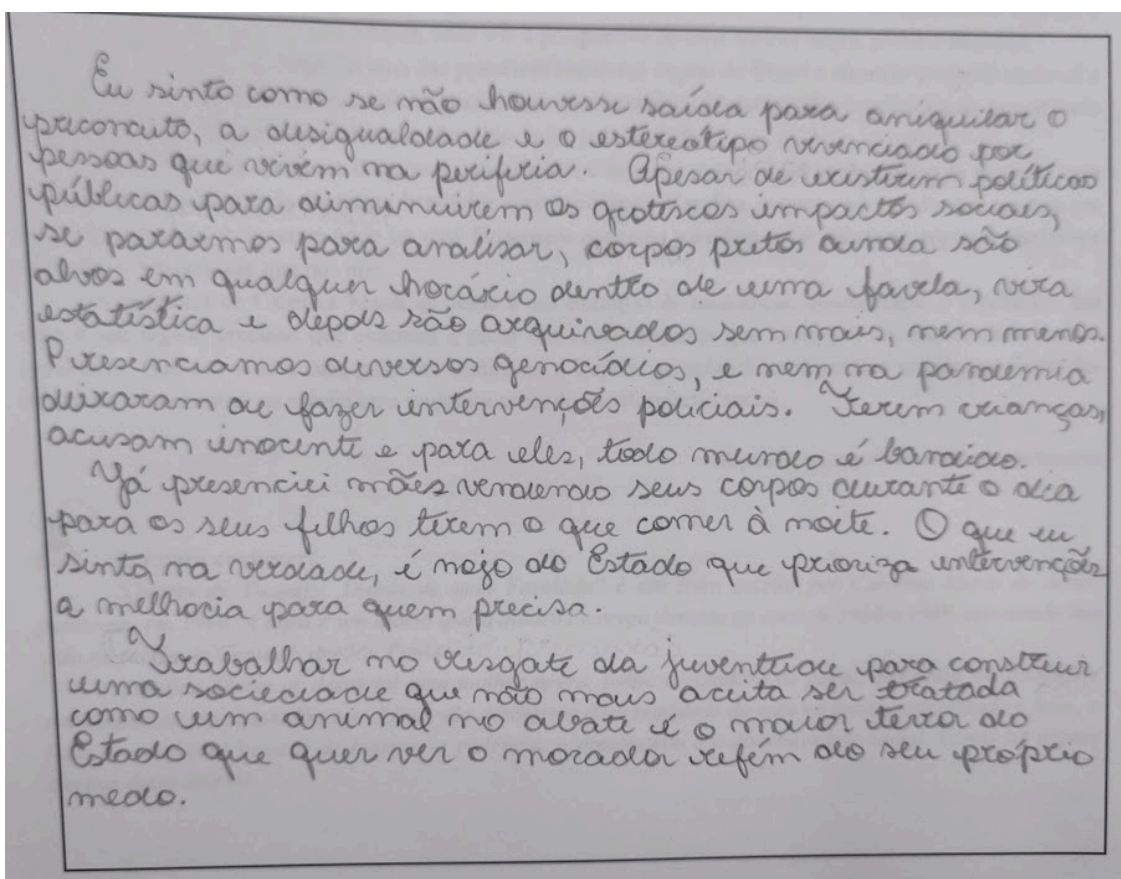 Eu sinto como se não houvesse saída para aniquilar o
preconceito, a desigualdade e o estereótipo vivenciado por
pessoas que vivem na periferia. Apesar de existirem políticas
públicas para diminuirem os grotescos impactos sociais,
se pararmos para analisar, corpos pretos ainda são
alvos em qualquer horário dentro de uma favela, vira
estatística e depois são arquivados sem mais, nem menos.
Presenciamos diversos genocídios, e nem na pandemia
deixaram de fazer intervenções policiais. Ferem crianças,
acusam inocente e para eles, todo mundo é bandido.
Já presenciei mães vendendo seus corpos durante o dia
para os seus filhos terem o que comer à noite. O que eu
sinto, na verdade, é nojo do Estado que prioriza intervenções
a melhoria para quem precisa.
Trabalhar no resgate da juventude para construir
uma sociedade que não mais aceita ser tratada
como um animal no abate é o maior terror do
Estado que quer ver o morador refém do seu próprio
medo.